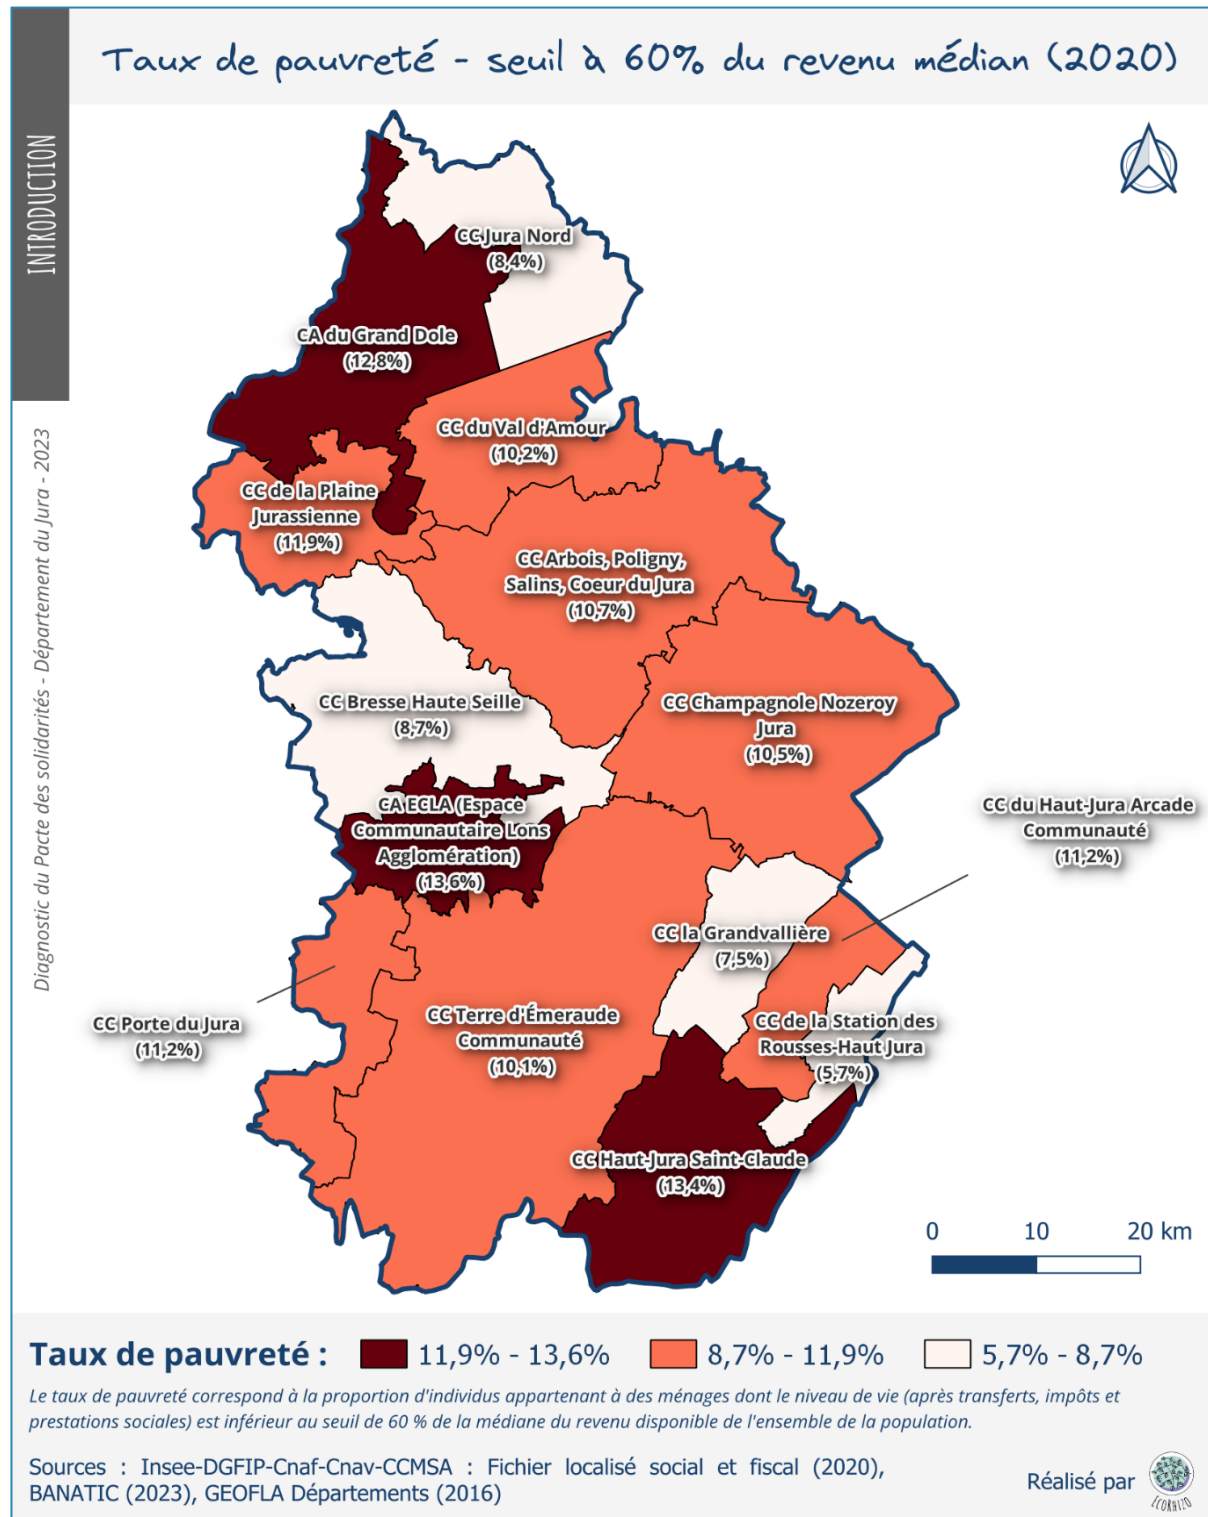 Taux de pauvreté - seuil à 60% du revenu médian (2020)
INTRODUCTION
Diagnostic du Pacte des solidarités - Département du Jura - 2023
CC Jura Nord
(8,4%)
CA du Grand Dole
(12,8%)
CC du Val d'Amour
(10,2%)
CC de la Plaine
Jurassienne
(11,9%)
CC Arbois, Poligny,
Salins, Coeur du Jura
(10,7%)
CC Bresse Haute Seille
(8,7%)
CC Champagnole Nozeroy
Jura
(10,5%)
CA ECLA (Espace
Communautaire Lons
Agglomération)
(13,6%)
CC du Haut-Jura Arcade
Communauté
(11,2%)
CC la Grandvallière
(7,5%)
CC Porte du Jura
(11,2%)
CC Terre d'Émeraude
Communauté
(10,1%)
CC de la Station des
Rousses-Haut Jura
(5,7%)
CC Haut-Jura Saint-Claude
(13,4%)
0 10 20 km
Taux de pauvreté : 11,9% - 13,6% 8,7% - 11,9% 5,7% - 8,7%
Le taux de pauvreté correspond à la proportion d'individus appartenant à des ménages dont le niveau de vie (après transferts, impôts et
prestations sociales) est inférieur au seuil de 60 % de la médiane du revenu disponible de l'ensemble de la population.
Sources : Insee-DGFIP-Cnaf-Cnav-CCMSA : Fichier localisé social et fiscal (2020),
BANATIC (2023), GEOFLA Départements (2016)
Réalisé par
ECORHIZO